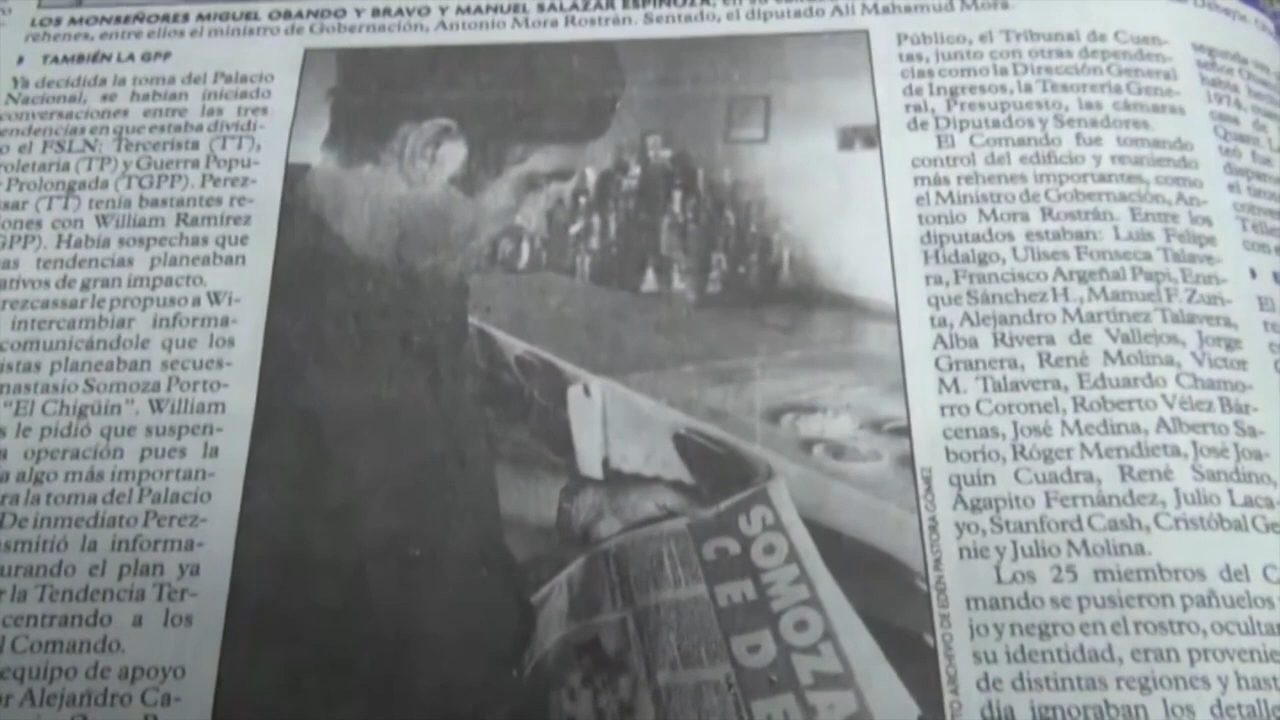 LOS MONSEÑORES MIGUEL OBANDO Y BRAVO Y MANUEL SALAZAR ESPINOZA, en su
rehenes, entre ellos el ministro de Gobernación, Antonio Mora Rostrán. Sentado, el diputado Alí Mahamud Mora.
TAMBIÉN LA GPP
Ya decidida la toma del Palacio
Nacional, se habían iniciado
conversaciones entre las tres
endencias en que estaba dividi-
o el FSLN: Tercerista (TT),
roletaria (TP) y Guerra Popu-
r Prolongada (TGPP). Perez-
ssar (TT) tenía bastantes re-
iones con William Ramírez
GPP). Había sospechas que
as tendencias planeaban
ativos de gran impacto.
rezcassar le propuso a Wi-
intercambiar informa-
comunicándole que los
istas planeaban secues-
nastasio Somoza Porto-
"El Chigüín". William
s le pidió que suspen-
a operación pues la
a algo más importan-
ra la toma del Palacio
De inmediato Perez-
smitió la informa-
urando el plan ya
r la Tendencia Ter-
centrando a los
l Comando.
equipo de apoyo
or Alejandro Ca-
SOMOZA
CEDE
TO ARCHIVO DE EDÉN PASTORA GÓMEZ
Público, el Tribunal de Cuen-
tas, junto con otras dependen-
cias como la Dirección General
de Ingresos, la Tesorería Gene-
ral, Presupuesto, las cámaras
de Diputados y Senadores.
El Comando fue tomando
control del edificio y reuniendo
más rehenes importantes, como
el Ministro de Gobernación, An-
tonio Mora Rostrán. Entre los
diputados estaban: Luis Felipe
Hidalgo, Ulises Fonseca Talave-
ra, Francisco Argeñal Papi, Enri-
que Sánchez H., Manuel F. Zuri-
ta, Alejandro Martínez Talavera,
Alba Rivera de Vallejos, Jorge
Granera, René Molina, Víctor
M. Talavera, Eduardo Chamo-
rro Coronel, Roberto Vélez Bár-
cenas, José Medina, Alberto Sa-
borío, Róger Mendieta, José Joa-
quín Cuadra, René Sandino,
Agapito Fernández, Julio Laca-
yo, Stanford Cash, Cristóbal Ge-
nie y Julio Molina.
Los 25 miembros del C
mando se pusieron pañuelos
jo y negro en el rostro, ocultan
su identidad, eran provenie
de distintas regiones y hast
día ignoraban los detalle